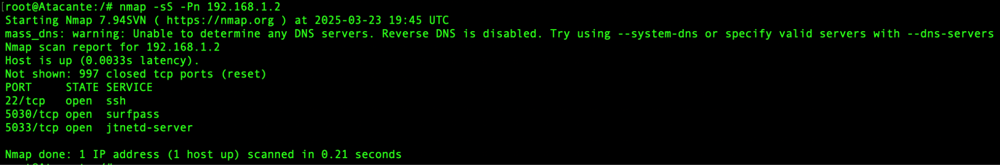 [root@Atacante:/# nmap -sS -Pn 192.168.1.2
Starting Nmap 7.94SVN ( https://nmap.org ) at 2025-03-23 19:45 UTC
mass_dns: warning: Unable to determine any DNS servers. Reverse DNS is disabled. Try using --system-dns or specify valid servers with --dns-servers
Nmap scan report for 192.168.1.2
Host is up (0.0033s latency).
Not shown: 997 closed tcp ports (reset)
PORT     STATE SERVICE
22/tcp   open  ssh
5030/tcp open  surfpass
5033/tcp open  jtnetd-server
Nmap done: 1 IP address (1 host up) scanned in 0.21 seconds